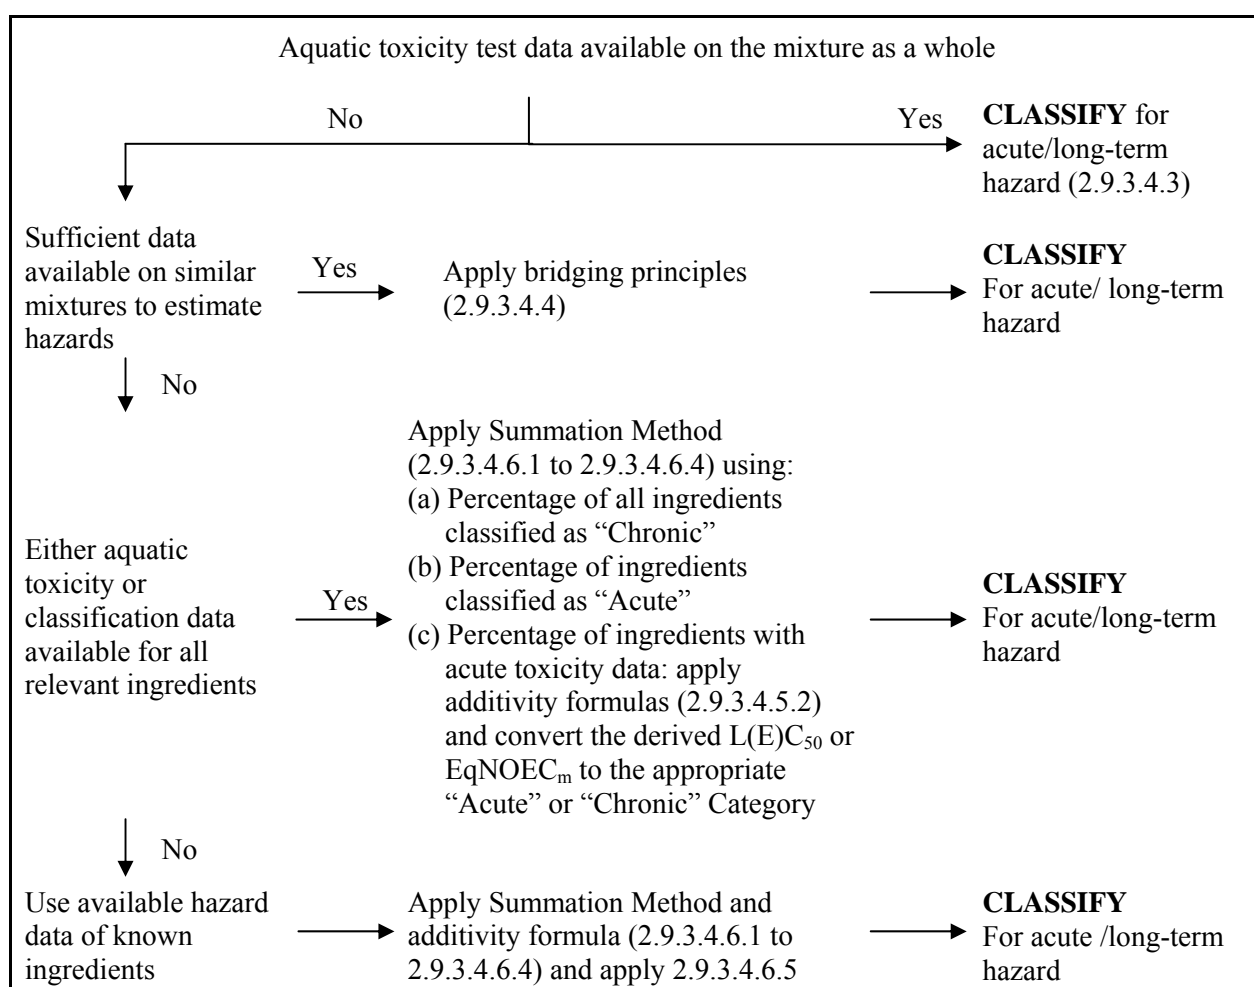 Aquatic toxicity test data available on the mixture as a whole
No
Yes
CLASSIFY for
acute/long-term
hazard (2.9.3.4.3)
Sufficient data
available on similar
mixtures to estimate
hazards
Yes
Apply bridging principles
(2.9.3.4.4)
CLASSIFY
For acute/ long-term
hazard
No
Either aquatic
toxicity or
classification data
available for all
relevant ingredients
Yes
Apply Summation Method
(2.9.3.4.6.1 to 2.9.3.4.6.4) using:
(a) Percentage of all ingredients
classified as “Chronic”
(b) Percentage of ingredients
classified as “Acute”
(c) Percentage of ingredients with
acute toxicity data: apply
additivity formulas (2.9.3.4.5.2)
and convert the derived L(E)C₅₀ or
EqNOECₘ to the appropriate
“Acute” or “Chronic” Category
CLASSIFY
For acute/long-term
hazard
No
Use available hazard
data of known
ingredients
Apply Summation Method and
additivity formula (2.9.3.4.6.1 to
2.9.3.4.6.4) and apply 2.9.3.4.6.5
CLASSIFY
For acute /long-term
hazard